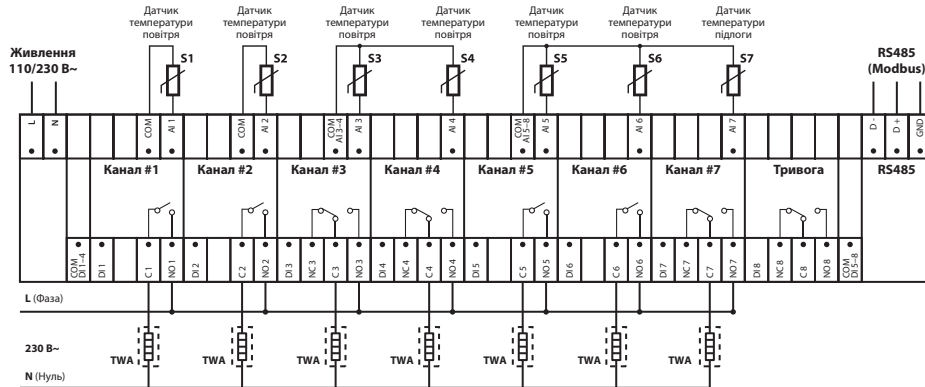 Датчик температури повітря
Датчик температури повітря
Датчик температури повітря
Датчик температури повітря
Датчик температури повітря
Датчик температури повітря
Датчик температури підлоги
Живлення
110/230 В~
S1
S2
S3
S4
S5
S6
S7
RS485
(Modbus)
L
N
COM
AI 1
COM
AI 2
COM
AI 3–4
AI 3
AI 4
COM
AI 5–8
AI 5
AI 6
AI 7
D -
D +
GND
Канал #1
Канал #2
Канал #3
Канал #4
Канал #5
Канал #6
Канал #7
Тривога
RS485
COM
DI 1–4
DI 1
C 1
NO 1
DI 2
C 2
NO 2
DI 3
NC 3
C 3
NO 3
DI 4
NC 4
C 4
NO 4
DI 5
C 5
NO 5
DI 6
C 6
NO 6
DI 7
NC 7
C 7
NO 7
DI 8
NC 8
C 8
NO 8
COM
DI 5–8
L (Фаза)
230 В~
TWA
TWA
TWA
TWA
TWA
TWA
TWA
N (Нуль)